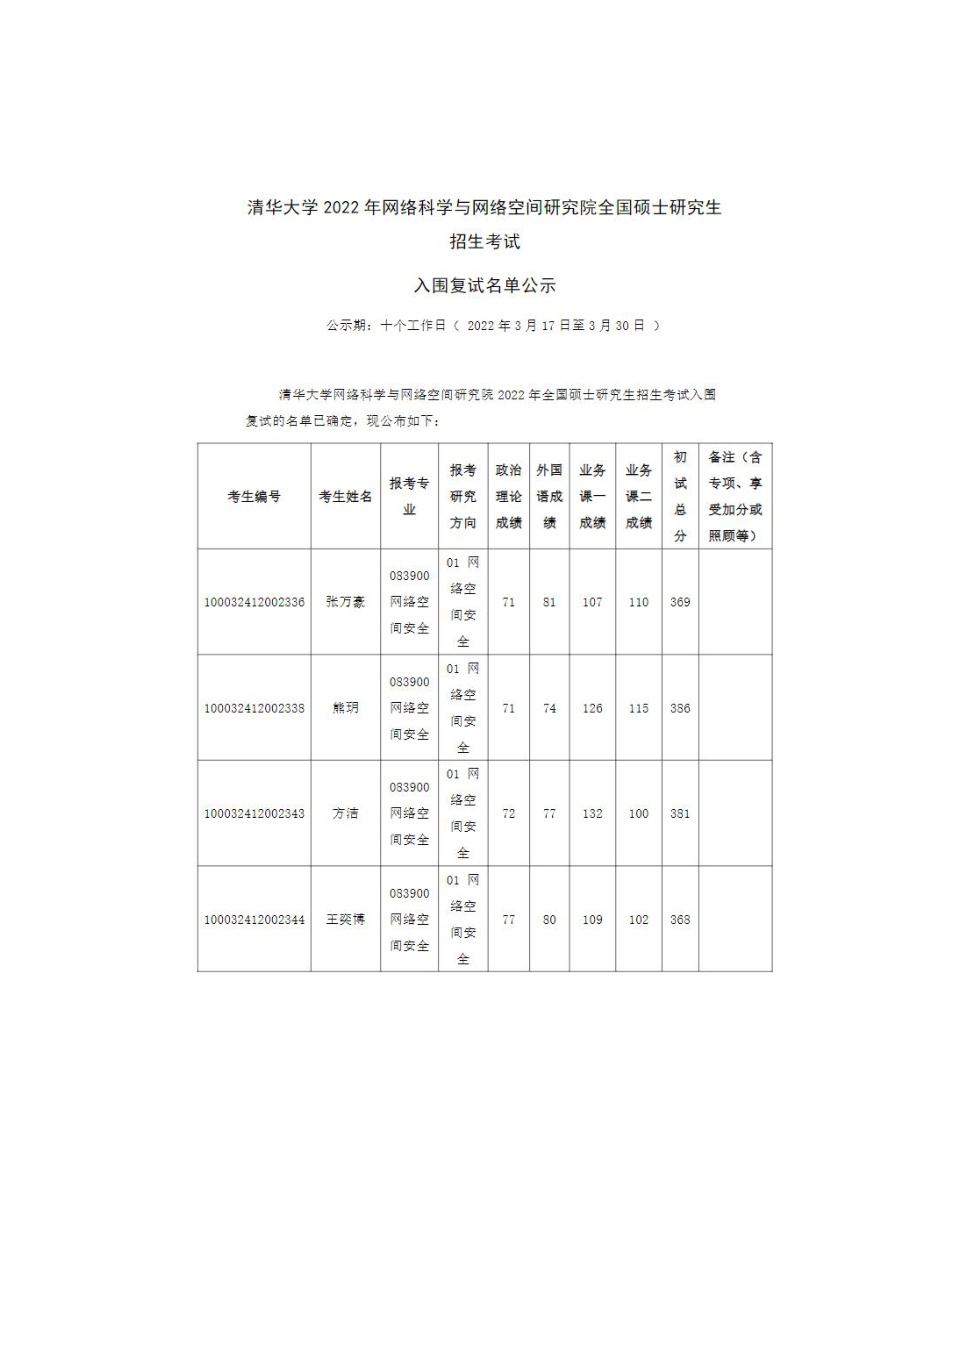 清华大学 2022 年网络科学与网络空间研究院全国硕士研究生
招生考试
入围复试名单公示
公示期：十个工作日（ 2022 年 3 月 17 日至 3 月 30 日 ）
清华大学网络科学与网络空间研究院 2022 年全国硕士研究生招生考试入围
复试的名单已确定，现公布如下：
考生编号 考生姓名 报考专业 报考研究方向 政治理论成绩 外国语成绩 业务课一成绩 业务课二成绩 初试总分 备注（含专项、享受加分或照顾等）
100032412002336 张万豪 083900 网络空间安全 01 网络空间安全 71 81 107 110 369
100032412002338 熊玥 083900 网络空间安全 01 网络空间安全 71 74 126 115 386
100032412002343 方洁 083900 网络空间安全 01 网络空间安全 72 77 132 100 381
100032412002344 王奕博 083900 网络空间安全 01 网络空间安全 77 80 109 102 368